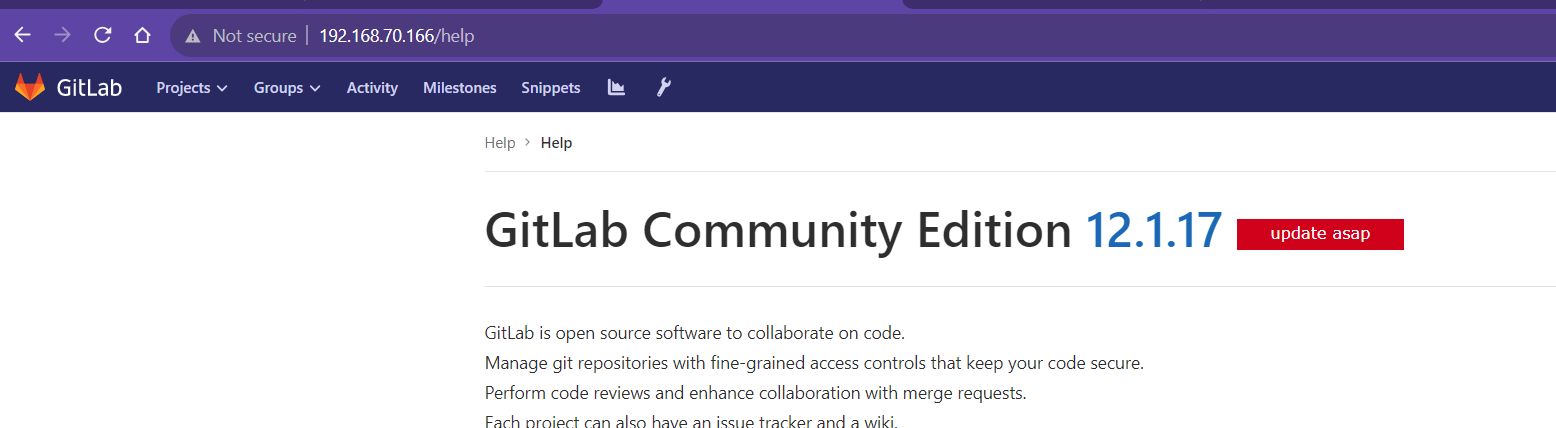 Not secure | 192.168.70.166/help
GitLab Projects Groups Activity Milestones Snippets
Help > Help
GitLab Community Edition 12.1.17 update asap
GitLab is open source software to collaborate on code.
Manage git repositories with fine-grained access controls that keep your code secure.
Perform code reviews and enhance collaboration with merge requests.
Each project can also have an issue tracker and a wiki.